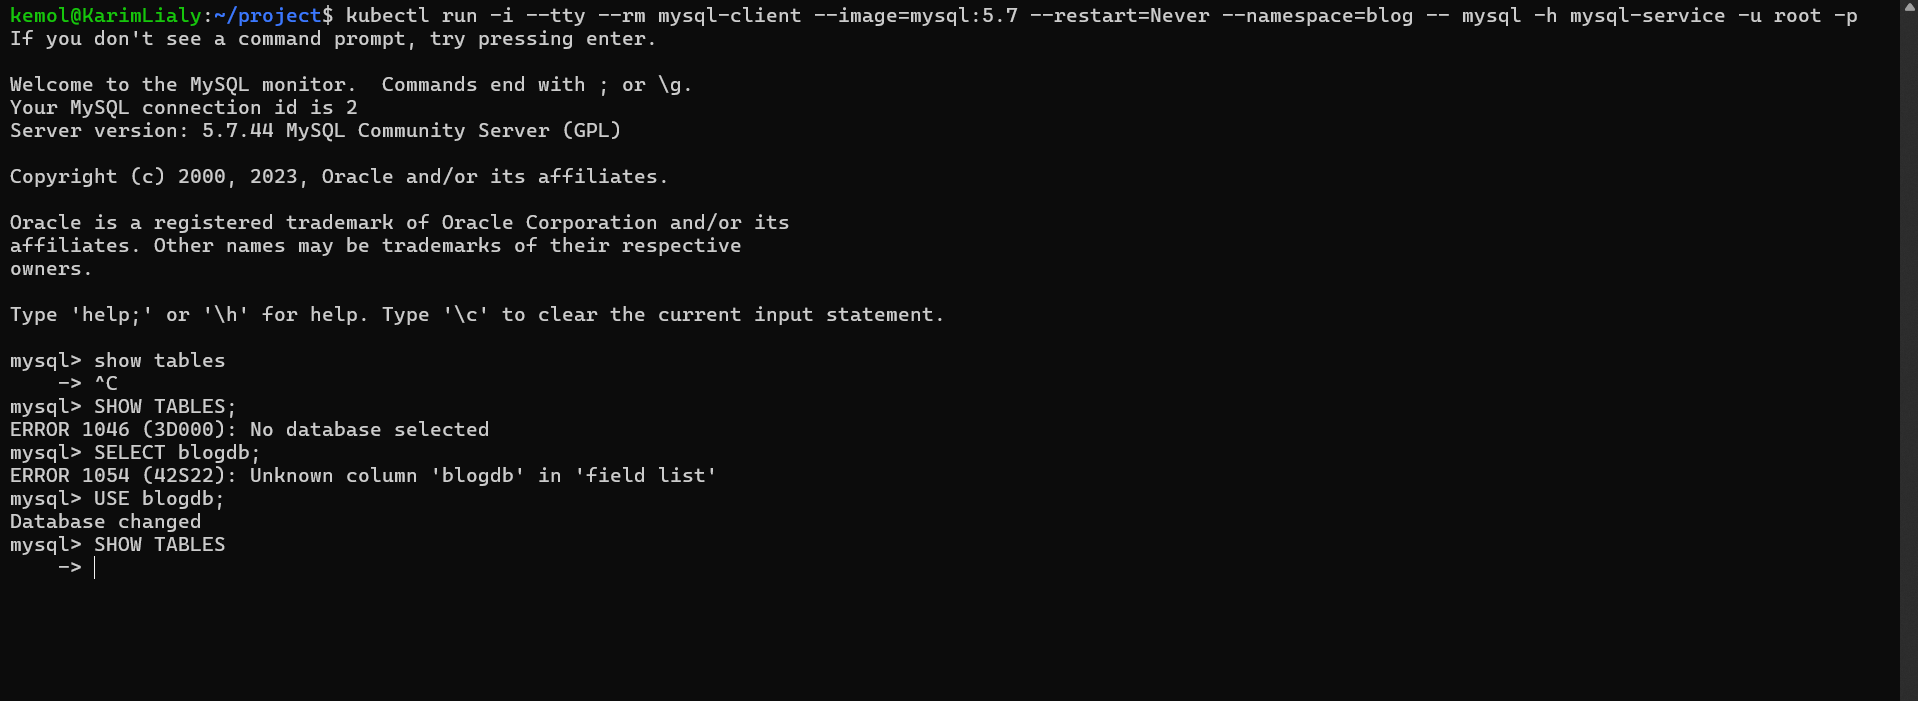 kemol@KarimLialy:~/project$ kubectl run -i --tty --rm mysql-client --image=mysql:5.7 --restart=Never --namespace=blog -- mysql -h mysql-service -u root -p
If you don't see a command prompt, try pressing enter.

Welcome to the MySQL monitor.  Commands end with ; or \g.
Your MySQL connection id is 2
Server version: 5.7.44 MySQL Community Server (GPL)

Copyright (c) 2000, 2023, Oracle and/or its affiliates.

Oracle is a registered trademark of Oracle Corporation and/or its
affiliates. Other names may be trademarks of their respective
owners.

Type 'help;' or '\h' for help. Type '\c' to clear the current input statement.

mysql> show tables
    -> ^C
mysql> SHOW TABLES;
ERROR 1046 (3D000): No database selected
mysql> SELECT blogdb;
ERROR 1054 (42S22): Unknown column 'blogdb' in 'field list'
mysql> USE blogdb;
Database changed
mysql> SHOW TABLES
    ->